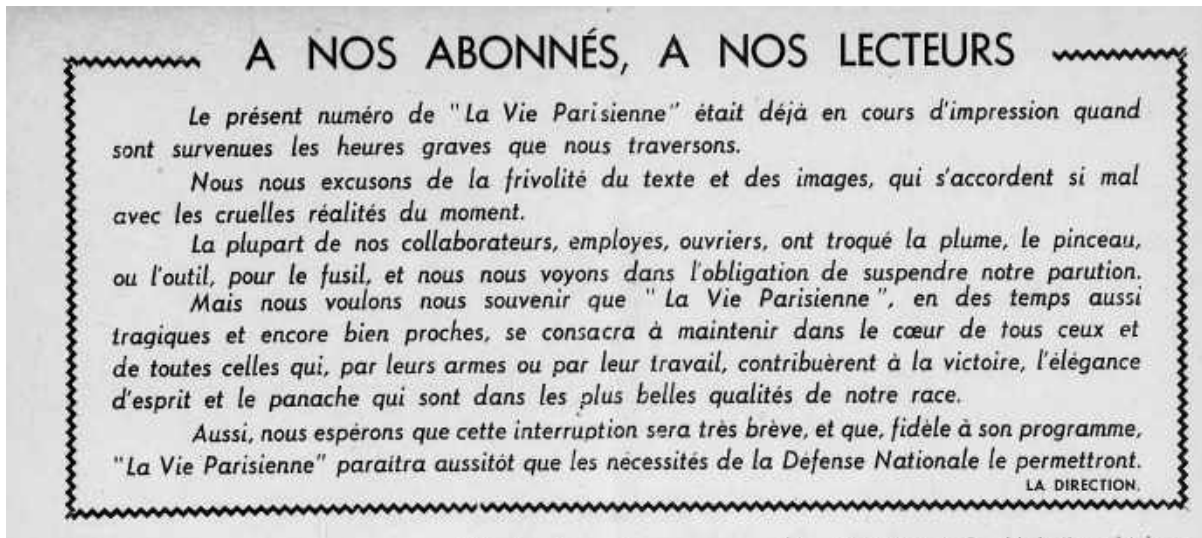 A NOS ABONNÉS, A NOS LECTEURS
Le présent numéro de "La Vie Parisienne" était déjà en cours d'impression quand
sont survenues les heures graves que nous traversons.
Nous nous excusons de la frivolité du texte et des images, qui s'accordent si mal
avec les cruelles réalités du moment.
La plupart de nos collaborateurs, employes, ouvriers, ont troqué la plume, le pinceau,
ou l'outil, pour le fusil, et nous nous voyons dans l'obligation de suspendre notre parution.
Mais nous voulons nous souvenir que "La Vie Parisienne", en des temps aussi
tragiques et encore bien proches, se consacra à maintenir dans le cœur de tous ceux et
de toutes celles qui, par leurs armes ou par leur travail, contribuèrent à la victoire, l'élégance
d'esprit et le panache qui sont dans les plus belles qualités de notre race.
Aussi, nous espérons que cette interruption sera très brève, et que, fidèle à son programme,
"La Vie Parisienne" paraîtra aussitôt que les nécessités de la Défense Nationale le permettront.
LA DIRECTION.